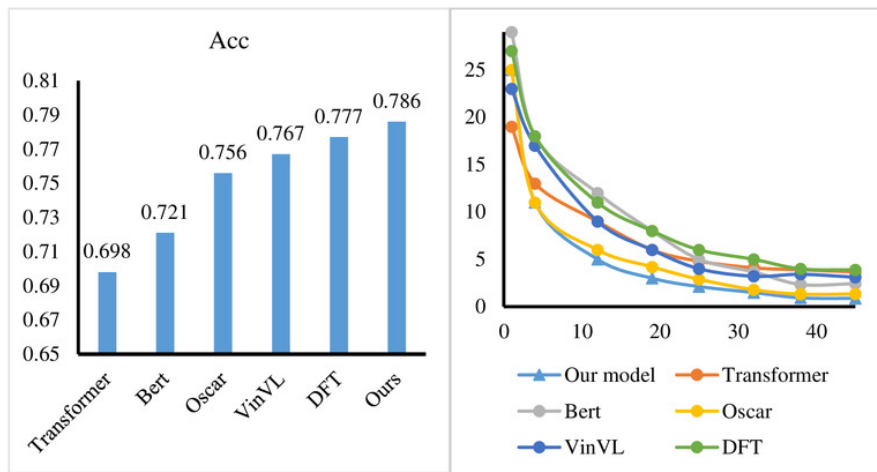 Acc
0.81
0.79
0.77
0.75
0.73
0.71
0.69
0.67
0.65
0.698
0.721
0.756
0.767
0.777
0.786
Transformer
Bert
Oscar
VinVL
DFT
Ours
25
20
15
10
5
0
0 10 20 30 40
Our model Transformer
Bert Oscar
VinVL DFT